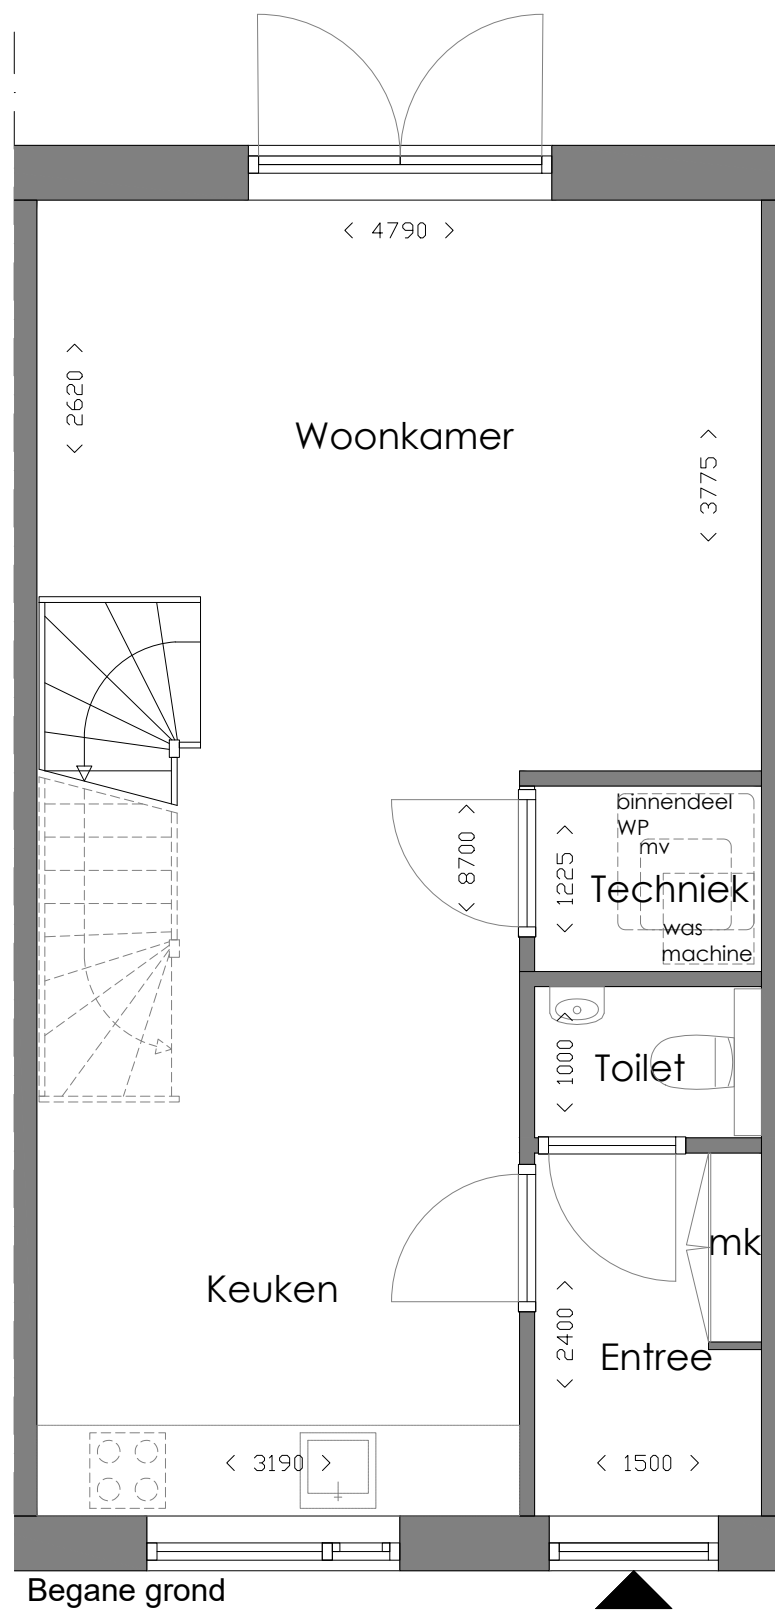 < 4790 >
< 2620 >
Woonkamer
< 3775 >
< 8700 >
< 1225 >
binnendeel
WP
mv
Techniek
was
machine
< 1000 >
Toilet
mk
Keuken
< 2400 >
Entree
< 3190 >
< 1500 >
Begane grond